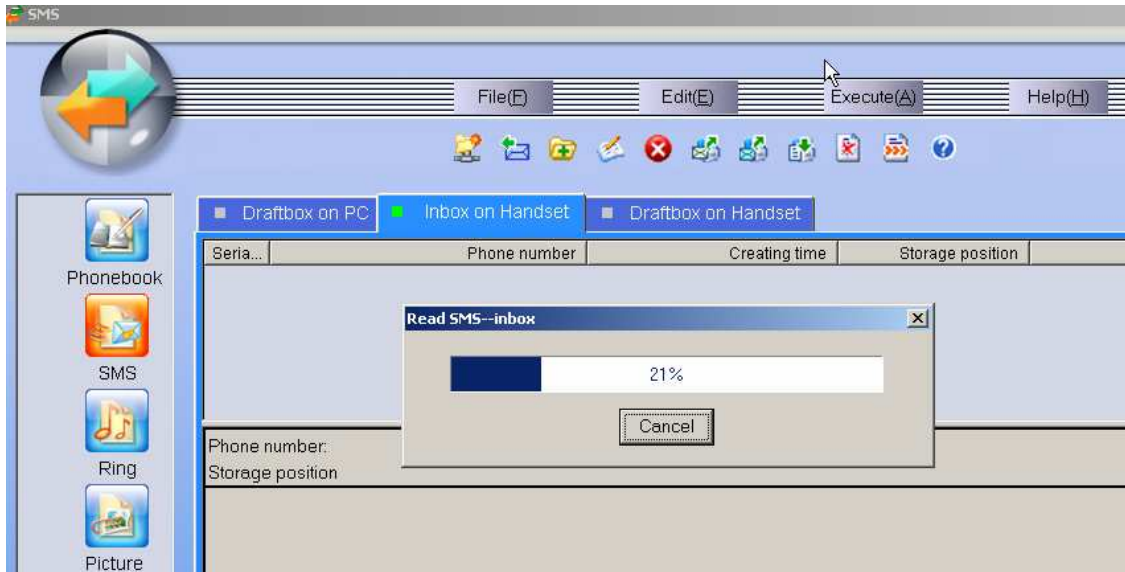 SMS
File(F) Edit(E) Execute(A) Help(H)
Draftbox on PC Inbox on Handset Draftbox on Handset
Seria... Phone number Creating time Storage position
Phonebook
Read SMS--inbox
21%
SMS
Cancel
Phone number:
Ring
Storage position
Picture